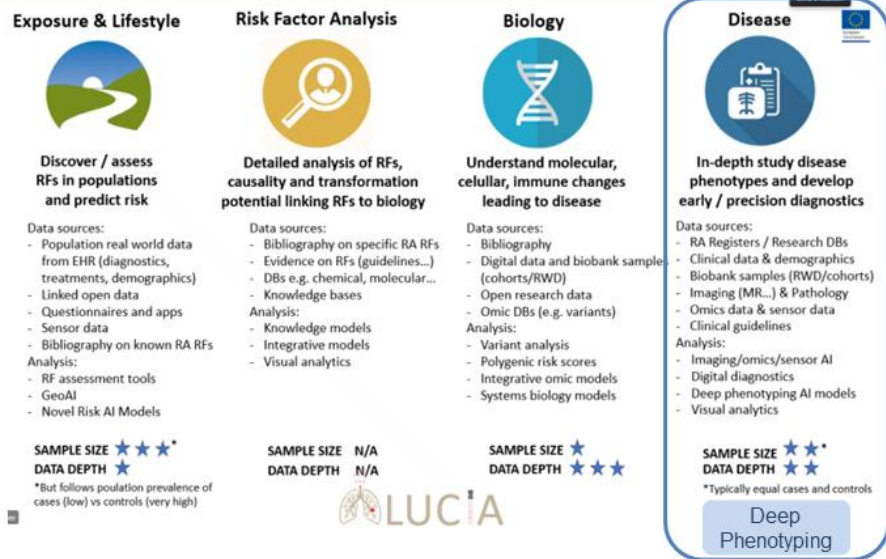 Exposure & Lifestyle
Discover / assess
RFs in populations
and predict risk
Data sources:
- Population real world data
from EHR (diagnostics,
treatments, demographics)
- Linked open data
- Questionnaires and apps
- Sensor data
- Bibliography on known RA RFs
Analysis:
- RF assessment tools
- GeoAI
- Novel Risk AI Models
SAMPLE SIZE ★ ★ ★*
DATA DEPTH ★
*But follows poulation prevalence of
cases (low) vs controls (very high)
Risk Factor Analysis
Detailed analysis of RFs,
causality and transformation
potential linking RFs to biology
Data sources:
- Bibliography on specific RA RFs
- Evidence on RFs (guidelines...)
- DBs e.g. chemical, molecular...
- Knowledge bases
Analysis:
- Knowledge models
- Integrative models
- Visual analytics
SAMPLE SIZE N/A
DATA DEPTH N/A
Biology
Understand molecular,
celullar, immune changes
leading to disease
Data sources:
- Bibliography
- Digital data and biobank samples
(cohorts/RWD)
- Open research data
- Omic DBs (e.g. variants)
Analysis:
- Variant analysis
- Polygenic risk scores
- Integrative omic models
- Systems biology models
SAMPLE SIZE ★
DATA DEPTH ★ ★ ★
LUCIA
Disease
In-depth study disease
phenotypes and develop
early / precision diagnostics
Data sources:
- RA Registers / Research DBs
- Clinical data & demographics
- Biobank samples (RWD/cohorts)
- Imaging (MR...) & Pathology
- Omics data & sensor data
- Clinical guidelines
Analysis:
- Imaging/omics/sensor AI
- Digital diagnostics
- Deep phenotyping AI models
- Visual analytics
SAMPLE SIZE ★ ★*
DATA DEPTH ★ ★
*Typically equal cases and controls
Deep
Phenotyping